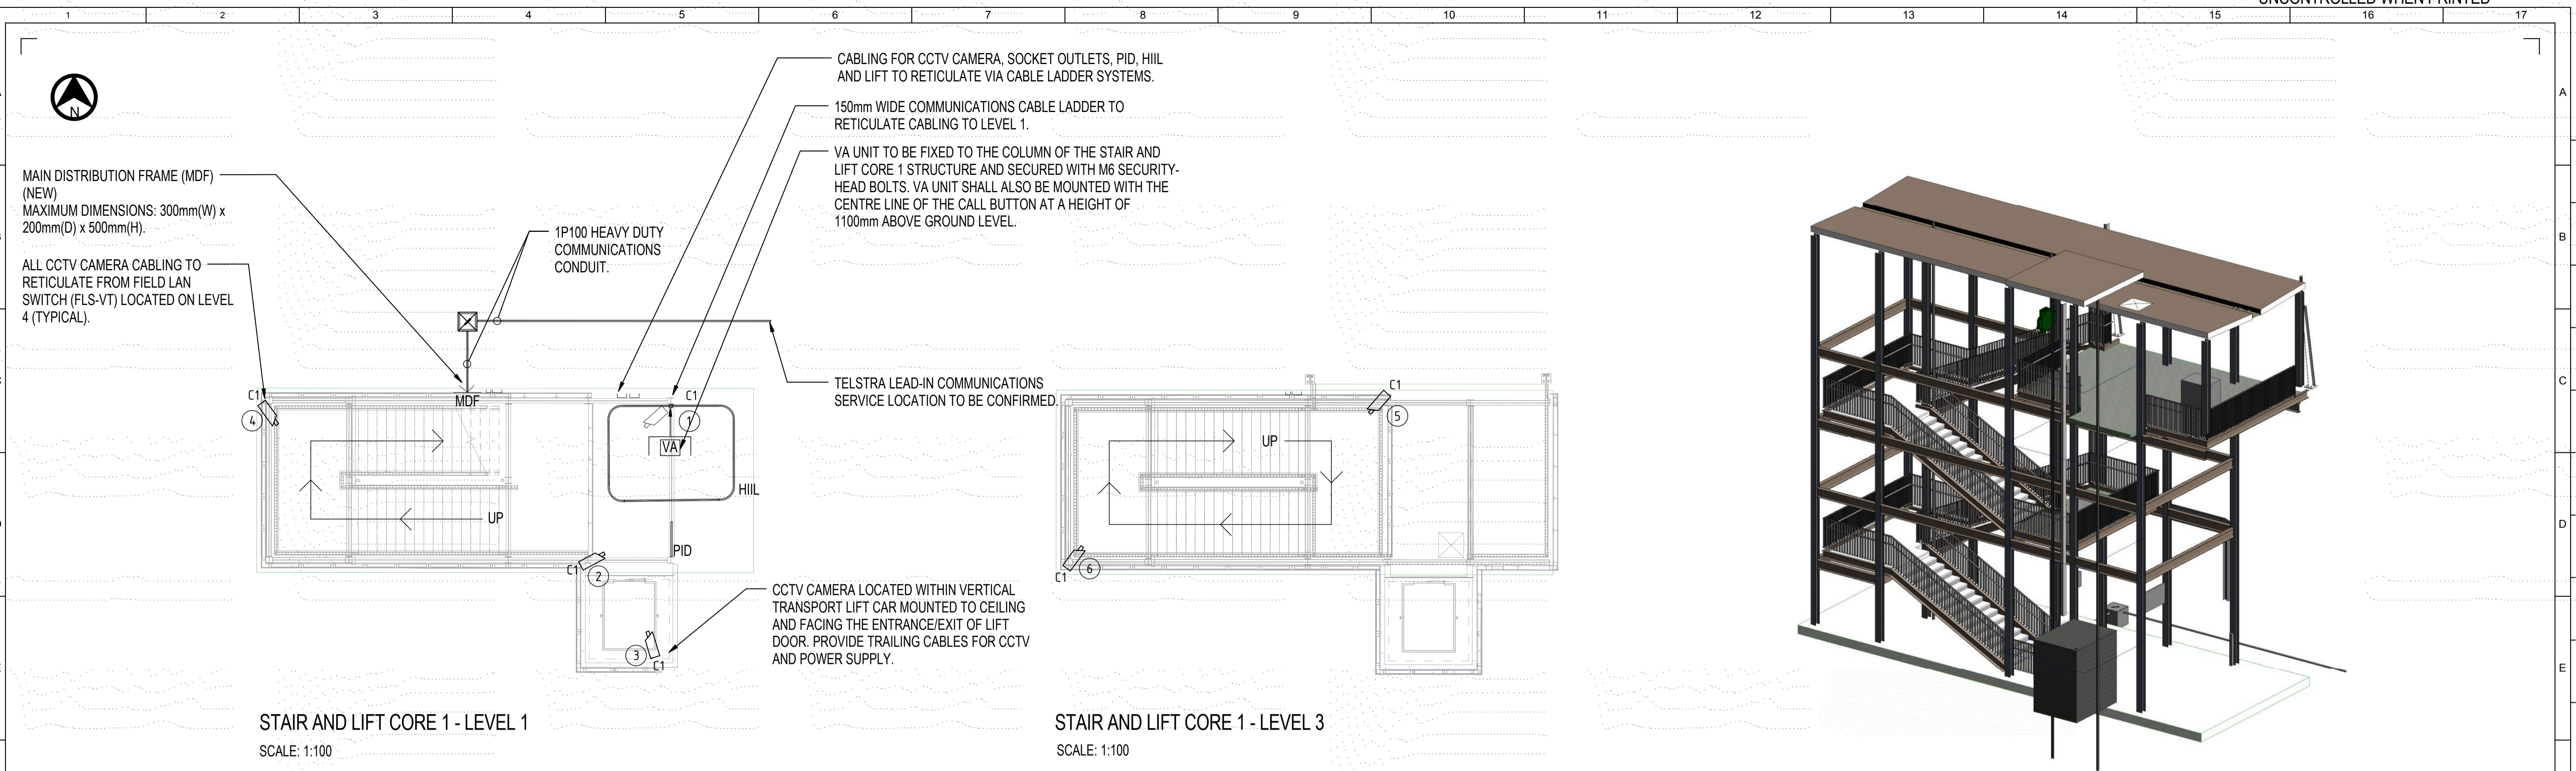 UNCONTROLLED WHEN PRINTED
1 2 3 4 5 6 7 8 9 10 11 12 13 14 15 16 17
N
CABLING FOR CCTV CAMERA, SOCKET OUTLETS, PID, HIIL
AND LIFT TO RETICULATE VIA CABLE LADDER SYSTEMS.
150mm WIDE COMMUNICATIONS CABLE LADDER TO
RETICULATE CABLING TO LEVEL 1.
VA UNIT TO BE FIXED TO THE COLUMN OF THE STAIR AND
LIFT CORE 1 STRUCTURE AND SECURED WITH M6 SECURITY-
HEAD BOLTS. VA UNIT SHALL ALSO BE MOUNTED WITH THE
CENTRE LINE OF THE CALL BUTTON AT A HEIGHT OF
1100mm ABOVE GROUND LEVEL.
MAIN DISTRIBUTION FRAME (MDF)
(NEW)
MAXIMUM DIMENSIONS: 300mm(W) x
200mm(D) x 500mm(H).
1P100 HEAVY DUTY
COMMUNICATIONS
CONDUIT.
ALL CCTV CAMERA CABLING TO
RETICULATE FROM FIELD LAN
SWITCH (FLS-VT) LOCATED ON LEVEL
4 (TYPICAL).
TELSTRA LEAD-IN COMMUNICATIONS
SERVICE LOCATION TO BE CONFIRMED.
C1
4
MDF
C1
1
VA
HIIL
UP
PID
C1
2
3
C1
CCTV CAMERA LOCATED WITHIN VERTICAL
TRANSPORT LIFT CAR MOUNTED TO CEILING
AND FACING THE ENTRANCE/EXIT OF LIFT
DOOR. PROVIDE TRAILING CABLES FOR CCTV
AND POWER SUPPLY.
STAIR AND LIFT CORE 1 - LEVEL 1
SCALE: 1:100
C1
5
UP
C1
6
STAIR AND LIFT CORE 1 - LEVEL 3
SCALE: 1:100
A
B
C
D
E